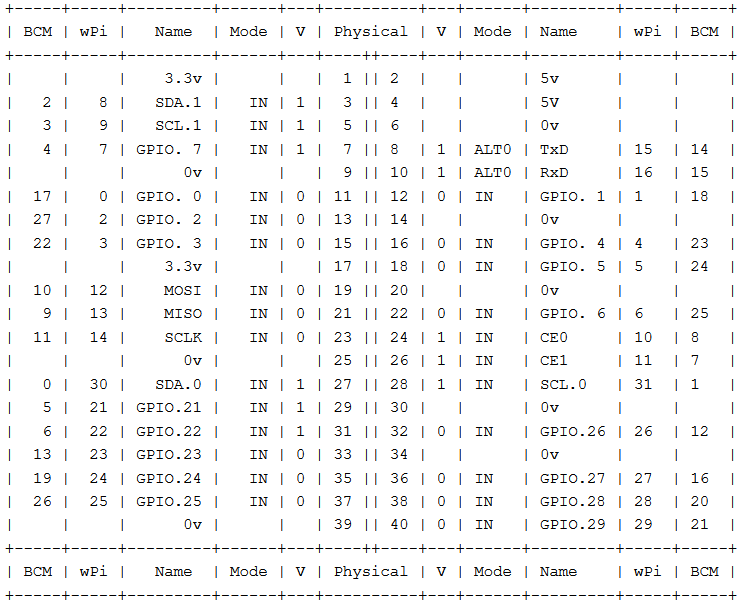 +-----+-----+---------+------+---+----------+---+------+---------+-----+-----+
| BCM | wPi |   Name  | Mode | V | Physical | V | Mode | Name    | wPi | BCM |
+-----+-----+---------+------+---+----------+---+------+---------+-----+-----+
|     |     |    3.3v |      |   |  1 || 2  |   |      | 5v      |     |     |
|   2 |   8 |   SDA.1 |   IN | 1 |  3 || 4  |   |      | 5V      |     |     |
|   3 |   9 |   SCL.1 |   IN | 1 |  5 || 6  |   |      | 0v      |     |     |
|   4 |   7 | GPIO. 7 |   IN | 1 |  7 || 8  | 1 | ALT0 | TxD     | 15  | 14  |
|     |     |      0v |      |   |  9 || 10 | 1 | ALT0 | RxD     | 16  | 15  |
|  17 |   0 | GPIO. 0 |   IN | 0 | 11 || 12 | 0 | IN   | GPIO. 1 | 1   | 18  |
|  27 |   2 | GPIO. 2 |   IN | 0 | 13 || 14 |   |      | 0v      |     |     |
|  22 |   3 | GPIO. 3 |   IN | 0 | 15 || 16 | 0 | IN   | GPIO. 4 | 4   | 23  |
|     |     |    3.3v |      |   | 17 || 18 | 0 | IN   | GPIO. 5 | 5   | 24  |
|  10 |  12 |    MOSI |   IN | 0 | 19 || 20 |   |      | 0v      |     |     |
|   9 |  13 |    MISO |   IN | 0 | 21 || 22 | 0 | IN   | GPIO. 6 | 6   | 25  |
|  11 |  14 |    SCLK |   IN | 0 | 23 || 24 | 1 | IN   | CE0     | 10  | 8   |
|     |     |      0v |      |   | 25 || 26 | 1 | IN   | CE1     | 11  | 7   |
|   0 |  30 |   SDA.0 |   IN | 1 | 27 || 28 | 1 | IN   | SCL.0   | 31  | 1   |
|   5 |  21 | GPIO.21 |   IN | 1 | 29 || 30 |   |      | 0v      |     |     |
|   6 |  22 | GPIO.22 |   IN | 1 | 31 || 32 | 0 | IN   | GPIO.26 | 26  | 12  |
|  13 |  23 | GPIO.23 |   IN | 0 | 33 || 34 |   |      | 0v      |     |     |
|  19 |  24 | GPIO.24 |   IN | 0 | 35 || 36 | 0 | IN   | GPIO.27 | 27  | 16  |
|  26 |  25 | GPIO.25 |   IN | 0 | 37 || 38 | 0 | IN   | GPIO.28 | 28  | 20  |
|     |     |      0v |      |   | 39 || 40 | 0 | IN   | GPIO.29 | 29  | 21  |
+-----+-----+---------+------+---+----++----+---+------+---------+-----+-----+
| BCM | wPi |   Name  | Mode | V | Physical | V | Mode | Name    | wPi | BCM |
+-----+-----+---------+------+---+----------+---+------+---------+-----+-----+